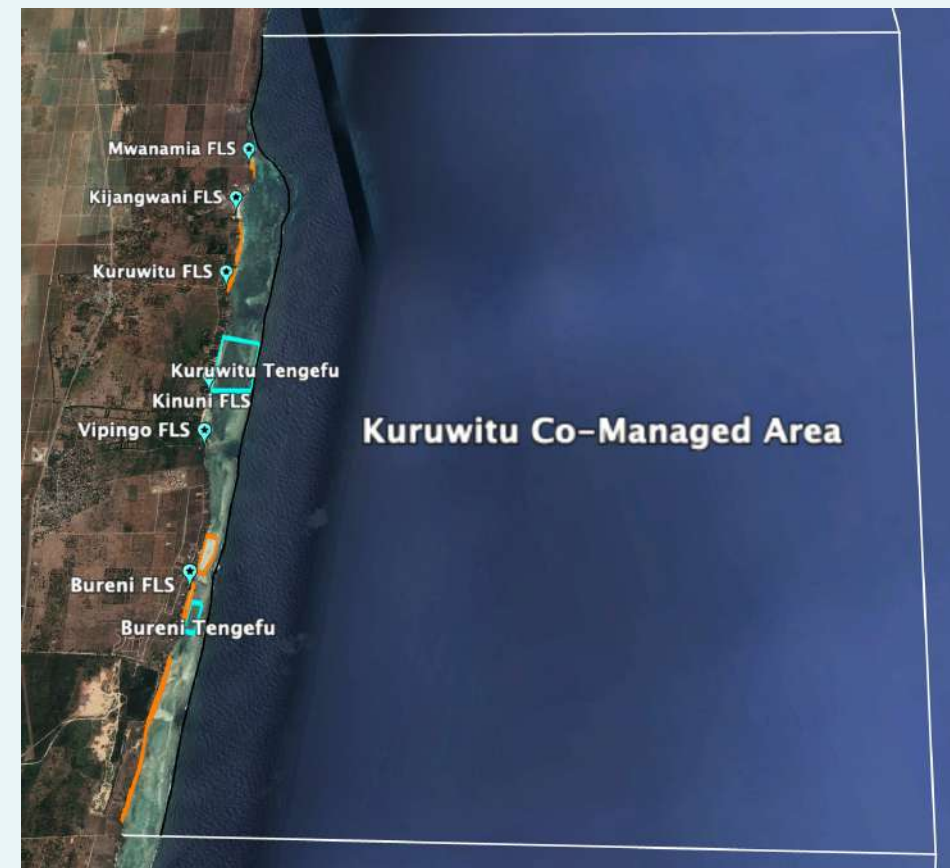 Mwanamia FLS
Kijangwani FLS
Kuruwitu FLS
Kuruwitu Tengefu
Kinuni FLS
Vipingo FLS
Kuruwitu Co-Managed Area
Bureni FLS
Bureni Tengefu